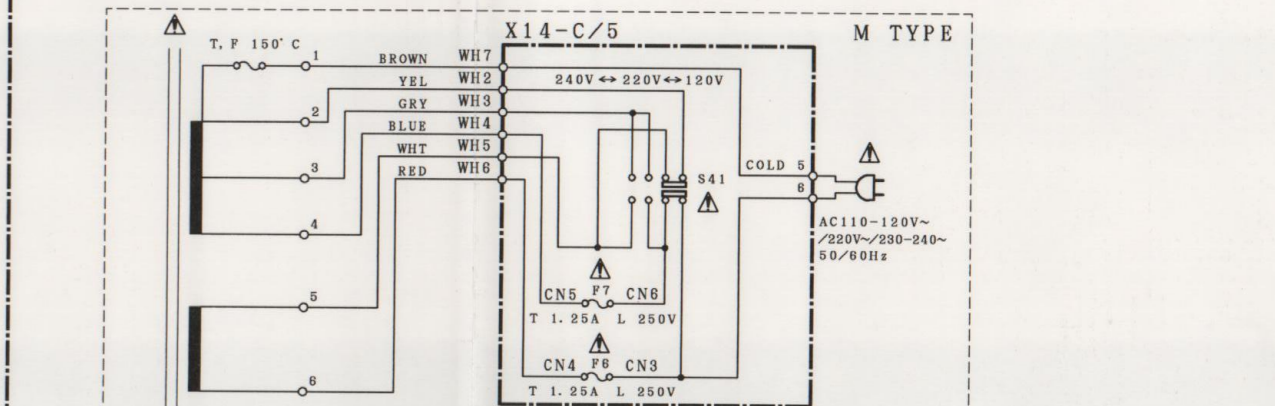 X14-C/5
M TYPE
T, F 150°C
1
BROWN WH7
YEL WH2
240V↔220V↔120V
2
GRY WH3
BLUE WH4
WHT WH5
3
RED WH6
S41
COLD 5
6
4
AC110-120V~
/220V~/230-240~
50/60Hz
F7
CN5 CN6
T 1.25A L 250V
5
F6
CN4 CN3
6
T 1.25A L 250V